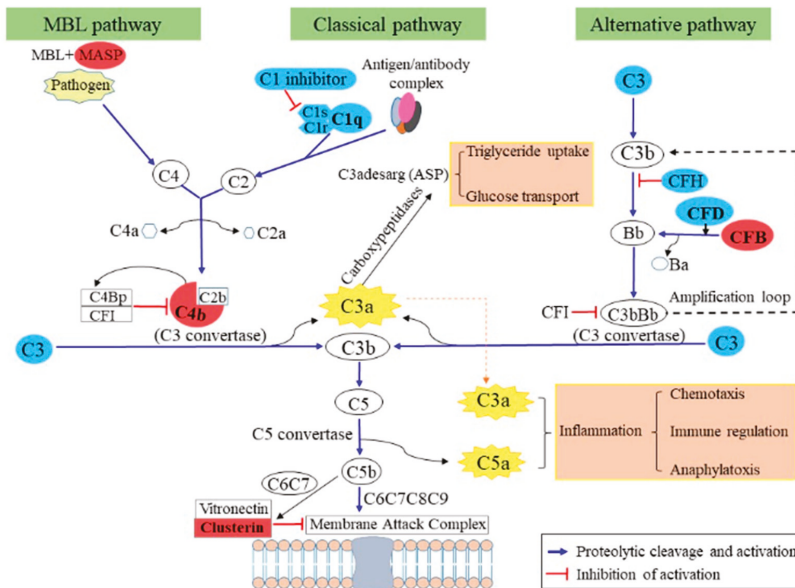 MBL pathway
Classical pathway
Alternative pathway
MBL+ MASP
Pathogen
C1 inhibitor
C1s
C1r
C1q
Antigen/antibody
complex
C3
C3b
CFH
CFD
CFB
Bb
Ba
C4
C2
C4a
C2a
C3adesarg (ASP)
Triglyceride uptake
Glucose transport
Carboxypeptidases
C4Bp
CFI
C4b
C2b
(C3 convertase)
C3a
CFI
C3bBb
Amplification loop
(C3 convertase)
C3
C3b
C3
C5
C3a
C5 convertase
C5a
Inflammation
Chemotaxis
Immune regulation
Anaphylatoxis
C5b
C6C7
C6C7C8C9
Vitronectin
Clusterin
Membrane Attack Complex
Proteolytic cleavage and activation
Inhibition of activation